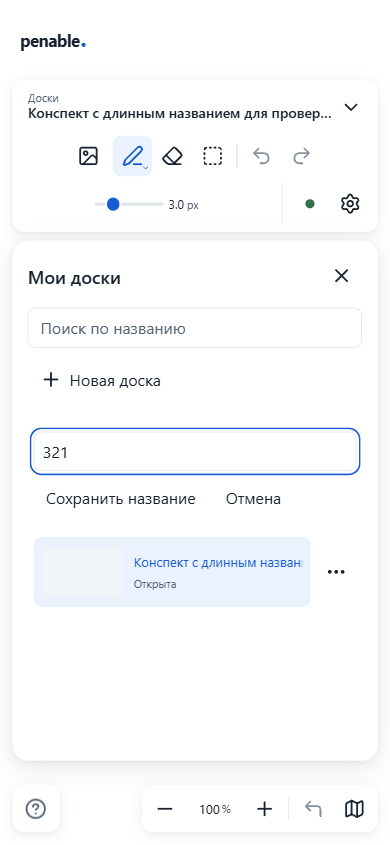 penable.
Доски
Конспект с длинным названием для провер...
3.0 px
Мои доски
Поиск по названию
Новая доска
321
Сохранить название Отмена
Конспект с длинным назван
Открыта
100 %